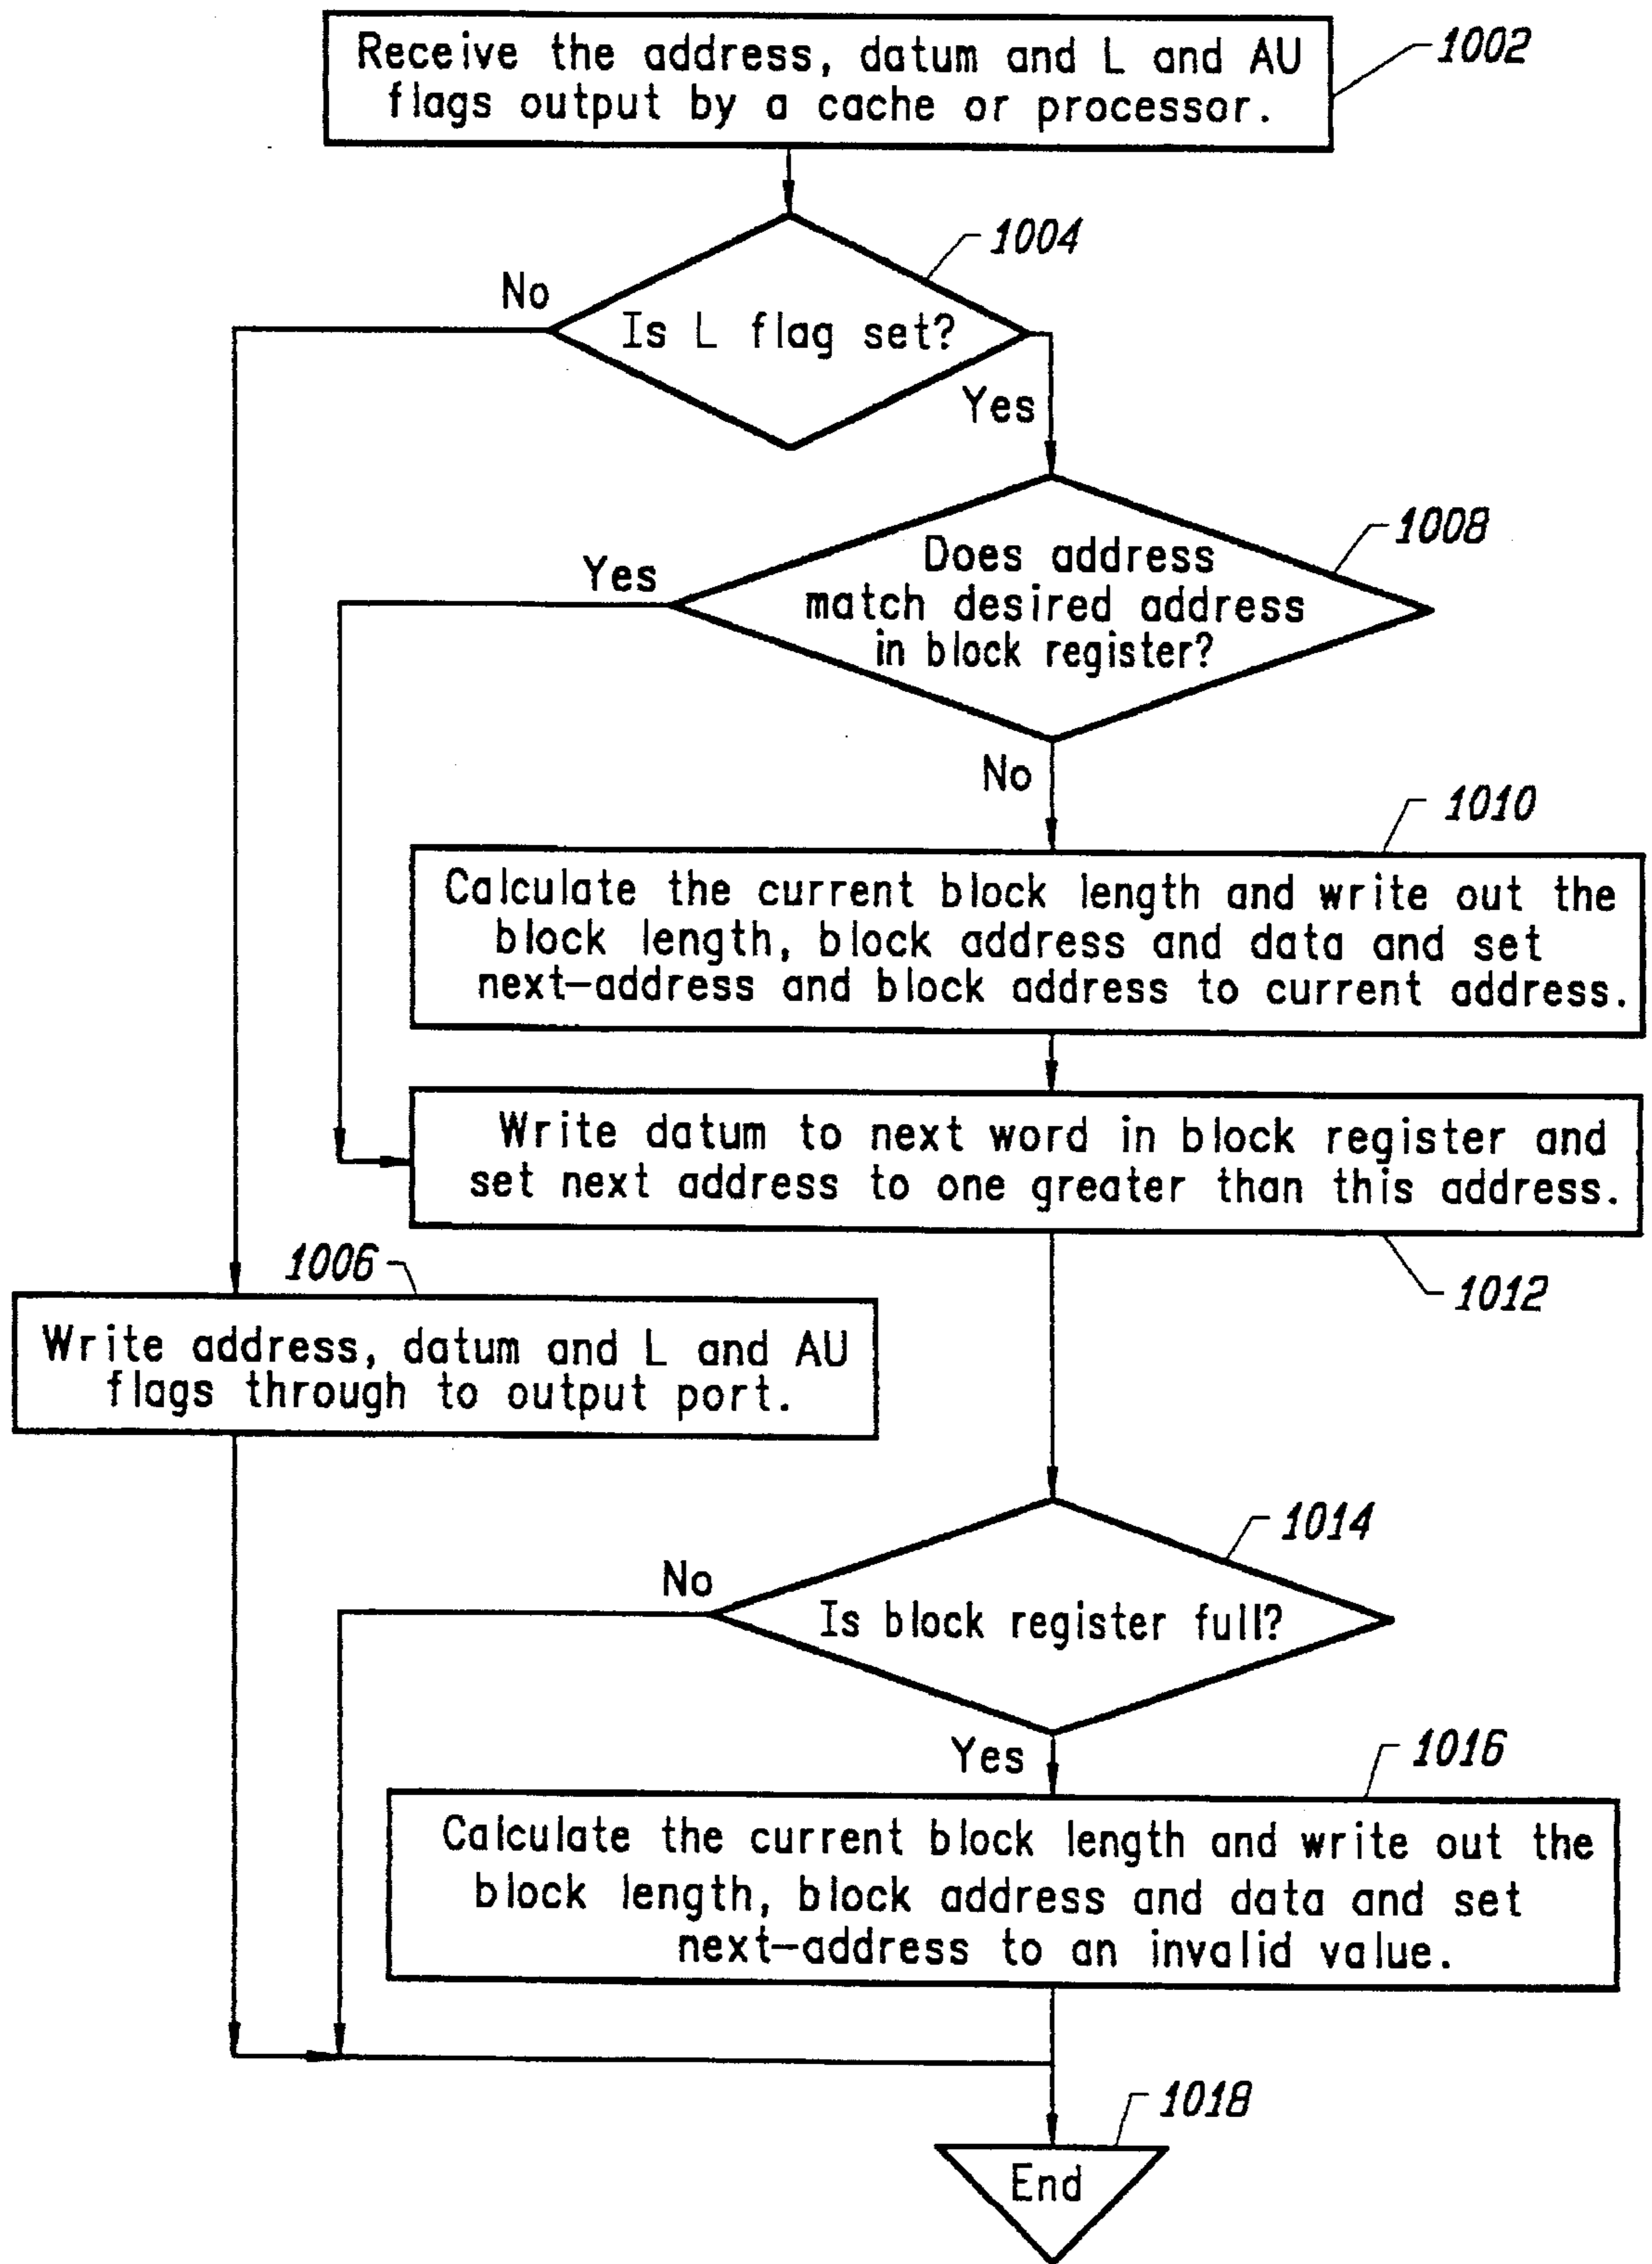 Receive the address, datum and L and AU
flags output by a cache or processor.
1002
1004
No
Is L flag set?
Yes
1008
Yes
Does address
match desired address
in block register?
No
1010
Calculate the current block length and write out the
block length, block address and data and set
next-address and block address to current address.
Write datum to next word in block register and
set next address to one greater than this address.
1006
1012
Write address, datum and L and AU
flags through to output port.
1014
No
Is block register full?
Yes
1016
Calculate the current block length and write out the
block length, block address and data and set
next-address to an invalid value.
1018
End